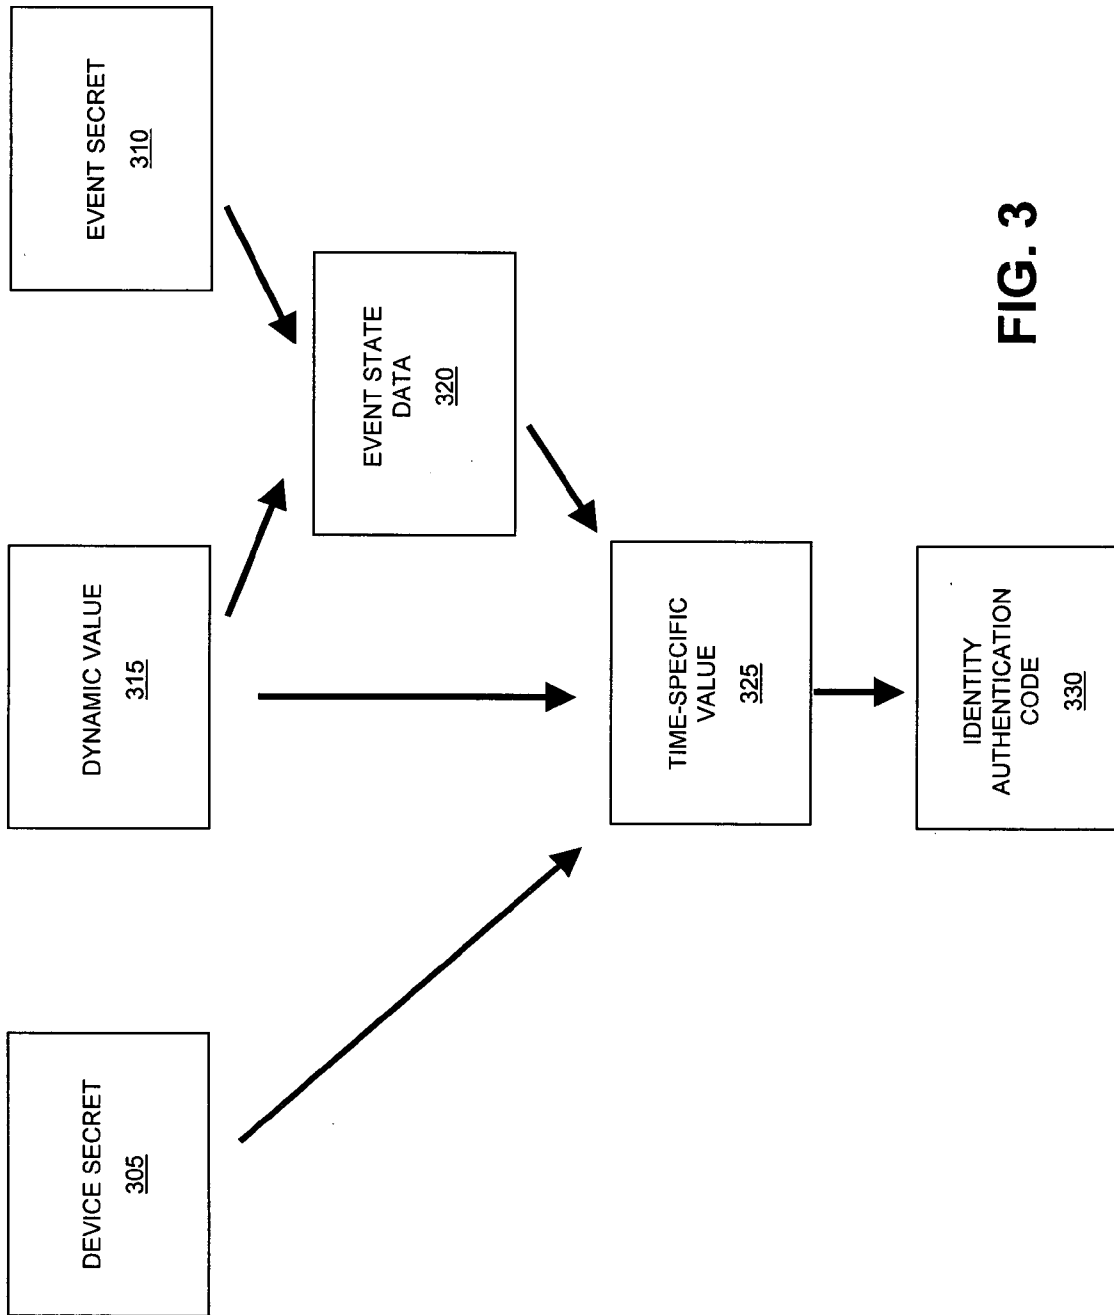 DEVICE SECRET
305
DYNAMIC VALUE
315
EVENT SECRET
310
EVENT STATE
DATA
320
TIME-SPECIFIC
VALUE
325
IDENTITY
AUTHENTICATION
CODE
330
FIG. 3